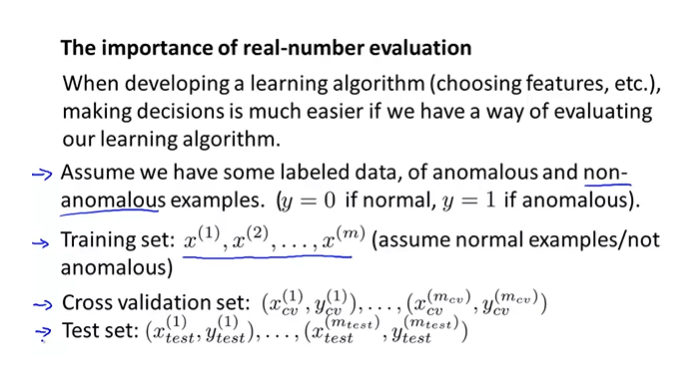 The importance of real-number evaluation
When developing a learning algorithm (choosing features, etc.),
making decisions is much easier if we have a way of evaluating
our learning algorithm.
Assume we have some labeled data, of anomalous and non-
anomalous examples. (y = 0 if normal, y = 1 if anomalous).
Training set: x^{(1)}, x^{(2)}, . . . , x^{(m)} (assume normal examples/not
anomalous)
Cross validation set: (x_{cv}^{(1)}, y_{cv}^{(1)}), . . . , (x_{cv}^{(m_{cv})}, y_{cv}^{(m_{cv})})
Test set: (x_{test}^{(1)}, y_{test}^{(1)}), . . . , (x_{test}^{(m_{test})}, y_{test}^{(m_{test})})